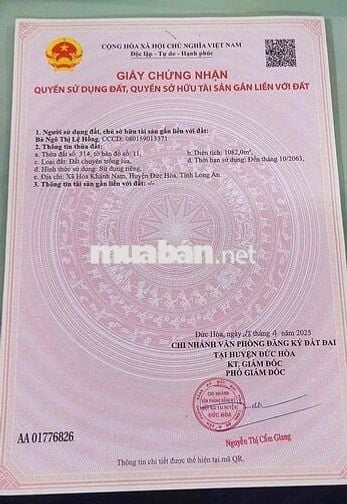 CỘNG HÒA XÃ HỘI CHỦ NGHĨA VIỆT NAM
Độc lập - Tự do - Hạnh phúc
GIẤY CHỨNG NHẬN
QUYỀN SỬ DỤNG ĐẤT, QUYỀN SỞ HỮU TÀI SẢN GẮN LIỀN VỚI ĐẤT
1. Người sử dụng đất, chủ sở hữu tài sản gắn liền với đất:
Bà Ngô Thị Lệ Hồng, CCCD: 080159013371
2. Thông tin thửa đất:
a. Thửa đất số: 314, tờ bản đồ số: 11, b. Diện tích: 1082,0m²,
c. Loại đất: Đất chuyên trồng lúa, d. Thời hạn sử dụng: Đến tháng 10/2063,
đ. Hình thức sử dụng: Sử dụng riêng,
e. Địa chỉ: Xã Hòa Khánh Nam, Huyện Đức Hòa, Tỉnh Long An.
3. Thông tin tài sản gắn liền với đất: -/-
muaban.net
Đức Hòa, ngày tháng 4 năm 2025
CHI NHÁNH VĂN PHÒNG ĐĂNG KÝ ĐẤT ĐAI
TẠI HUYỆN ĐỨC HÒA
KT. GIÁM ĐỐC
PHÓ GIÁM ĐỐC
CHI NHÁNH
VĂN PHÒNG ĐĂNG KÝ
ĐỨC HÒA
AA 01776826
Nguyễn Thị Cẩm Giang
Thông tin chi tiết được thể hiện tại mã QR.